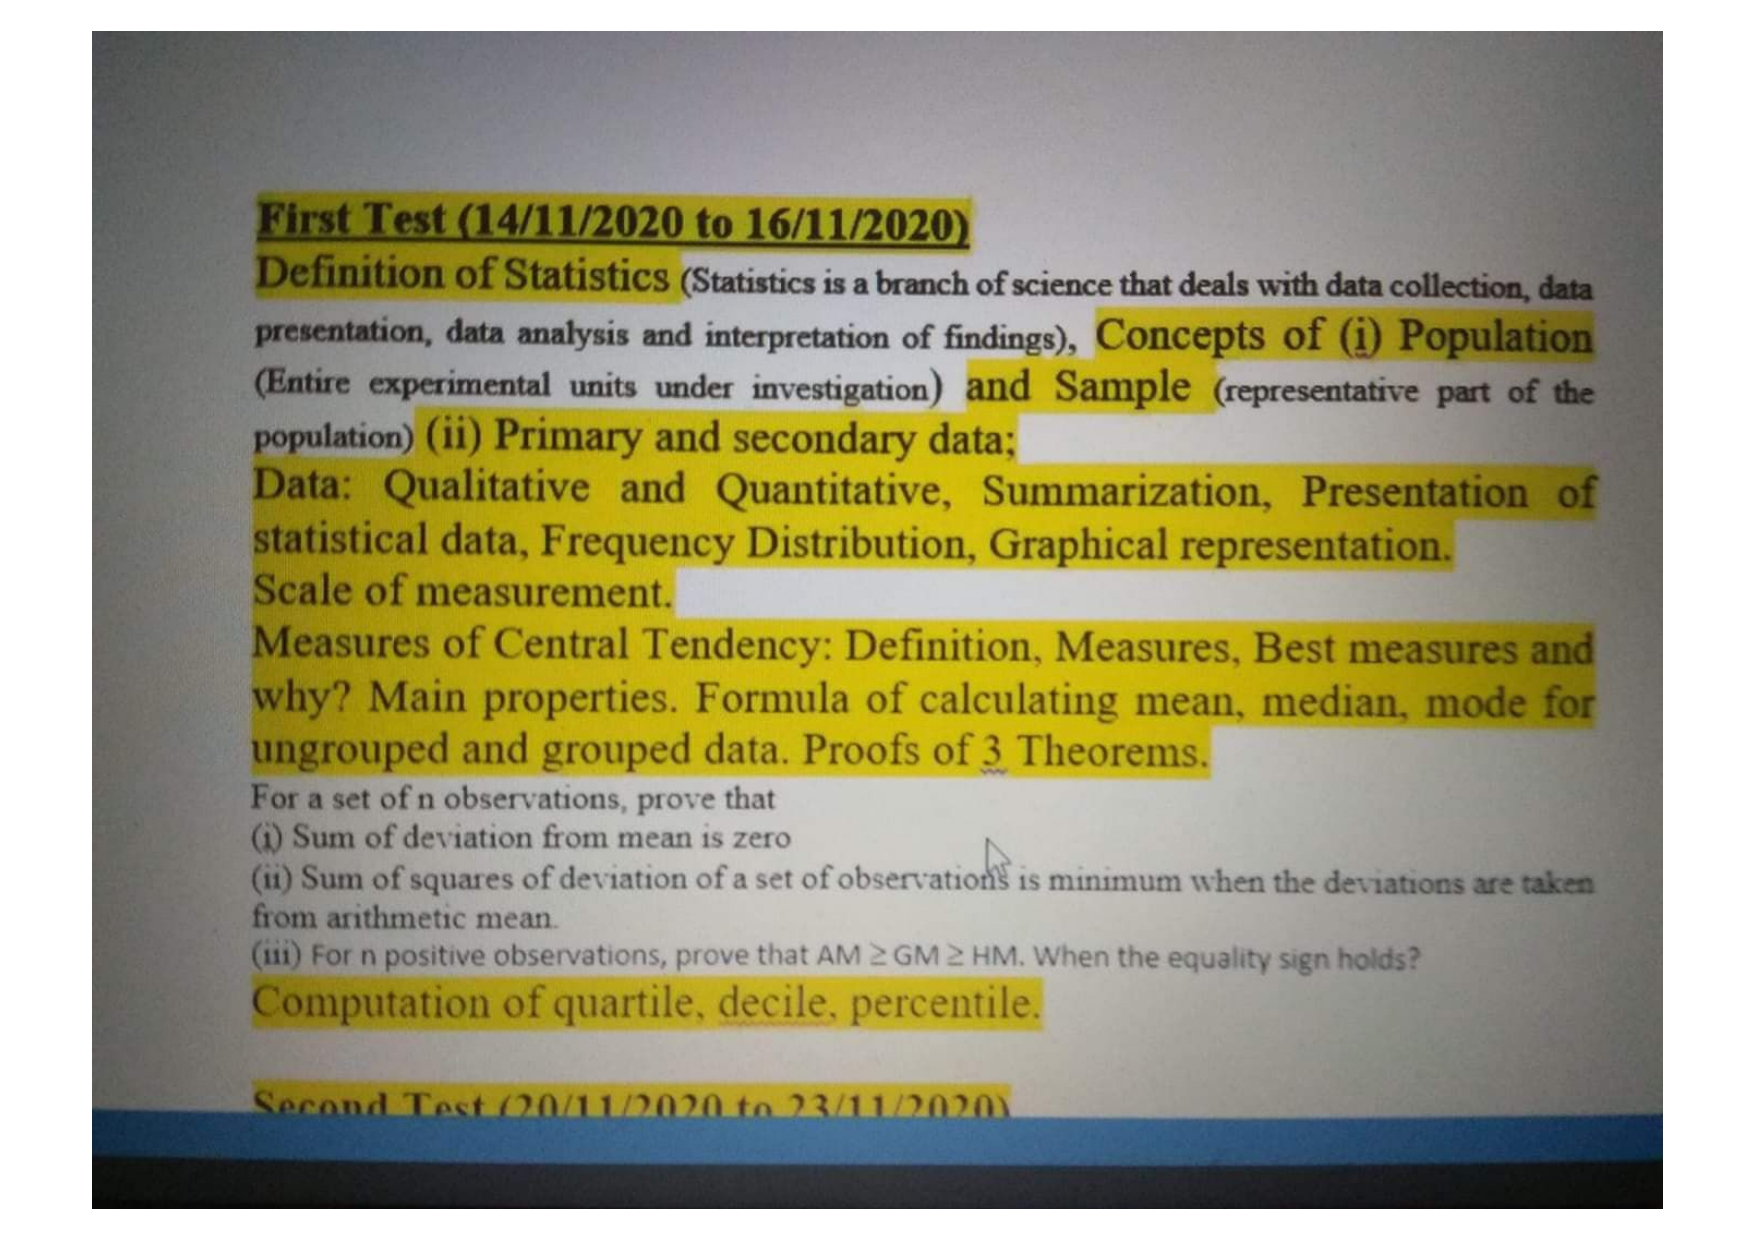 First Test (14/11/2020 to 16/11/2020)
Definition of Statistics (Statistics is a branch of science that deals with data collection, data
presentation, data analysis and interpretation of findings), Concepts of (i) Population
(Entire experimental units under investigation) and Sample (representative part of the
population) (ii) Primary and secondary data;
Data: Qualitative and Quantitative, Summarization, Presentation of
statistical data, Frequency Distribution, Graphical representation.
Scale of measurement.
Measures of Central Tendency: Definition, Measures, Best measures and
why? Main properties. Formula of calculating mean, median, mode for
ungrouped and grouped data. Proofs of 3 Theorems.
For a set of n observations, prove that
(i) Sum of deviation from mean is zero
(ii) Sum of squares of deviation of a set of observations is minimum when the deviations are taken
from arithmetic mean.
(iii) For n positive observations, prove that AM ≥ GM ≥ HM. When the equality sign holds?
Computation of quartile, decile, percentile.
Second Test (20/11/2020 to 23/11/2020)